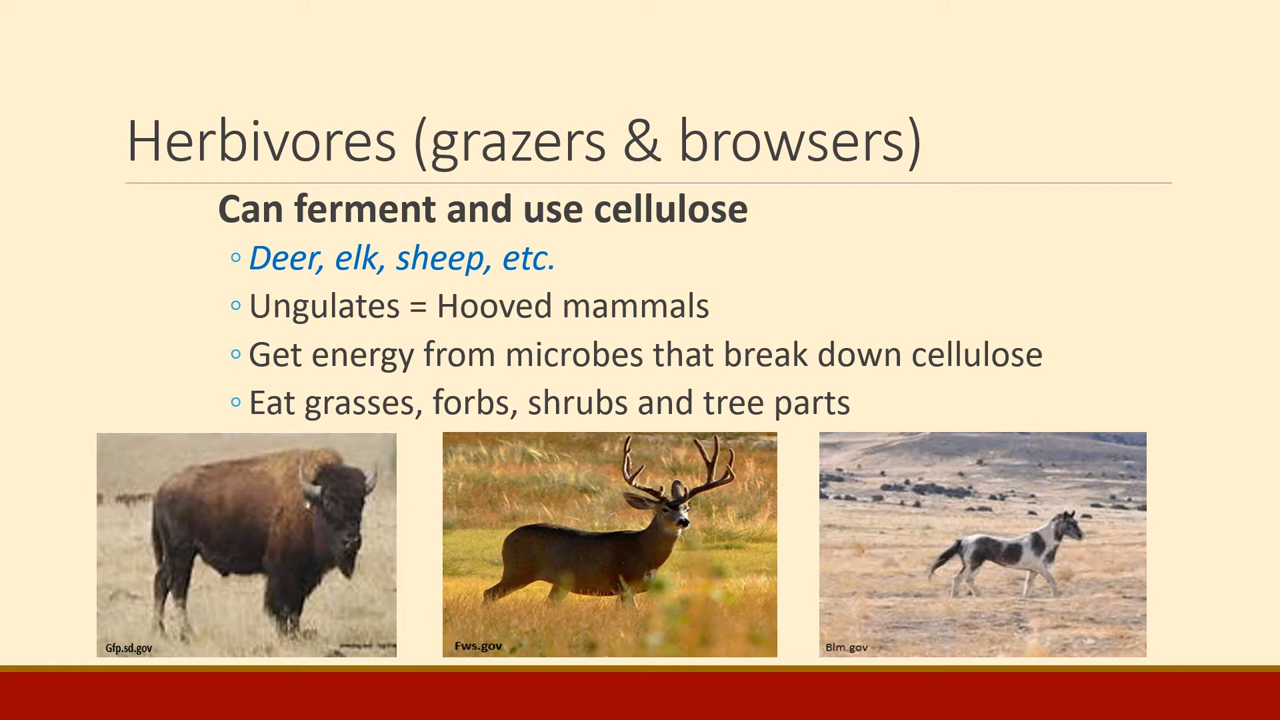 Herbivores (grazers & browsers)
Can ferment and use cellulose
◦ Deer, elk, sheep, etc.
◦ Ungulates = Hooved mammals
◦ Get energy from microbes that break down cellulose
◦ Eat grasses, forbs, shrubs and tree parts
Gfp.sd.gov
Fws.gov
Blm.gov